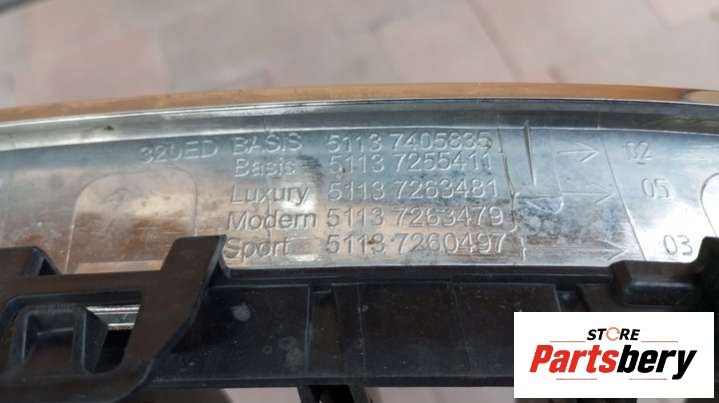 320ED BASIS 5113 7405835
Basis 5113 7255411
Luxury 5113 7263481
Modern 5113 7263479
Sport 5113 7260497
02
05
03
STORE
Partsbery